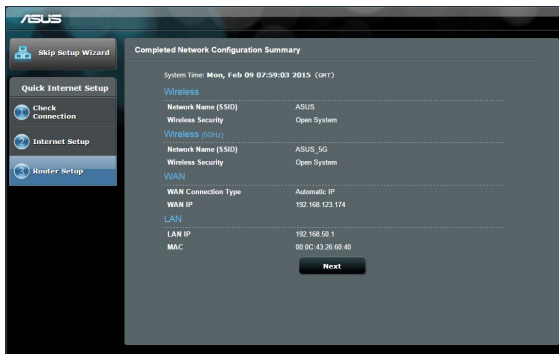 ASUS
Skip Setup Wizard
Quick Internet Setup
1 Check Connection
2 Internet Setup
3 Router Setup
Completed Network Configuration Summary
System Time: Mon, Feb 09 07:59:03 2015 (GMT)
Wireless
Network Name (SSID) ASUS
Wireless Security Open System
Wireless (5GHz)
Network Name (SSID) ASUS_5G
Wireless Security Open System
WAN
WAN Connection Type Automatic IP
WAN IP 192.168.123.174
LAN
LAN IP 192.168.50.1
MAC 00:0C:43:26:60:40
Next